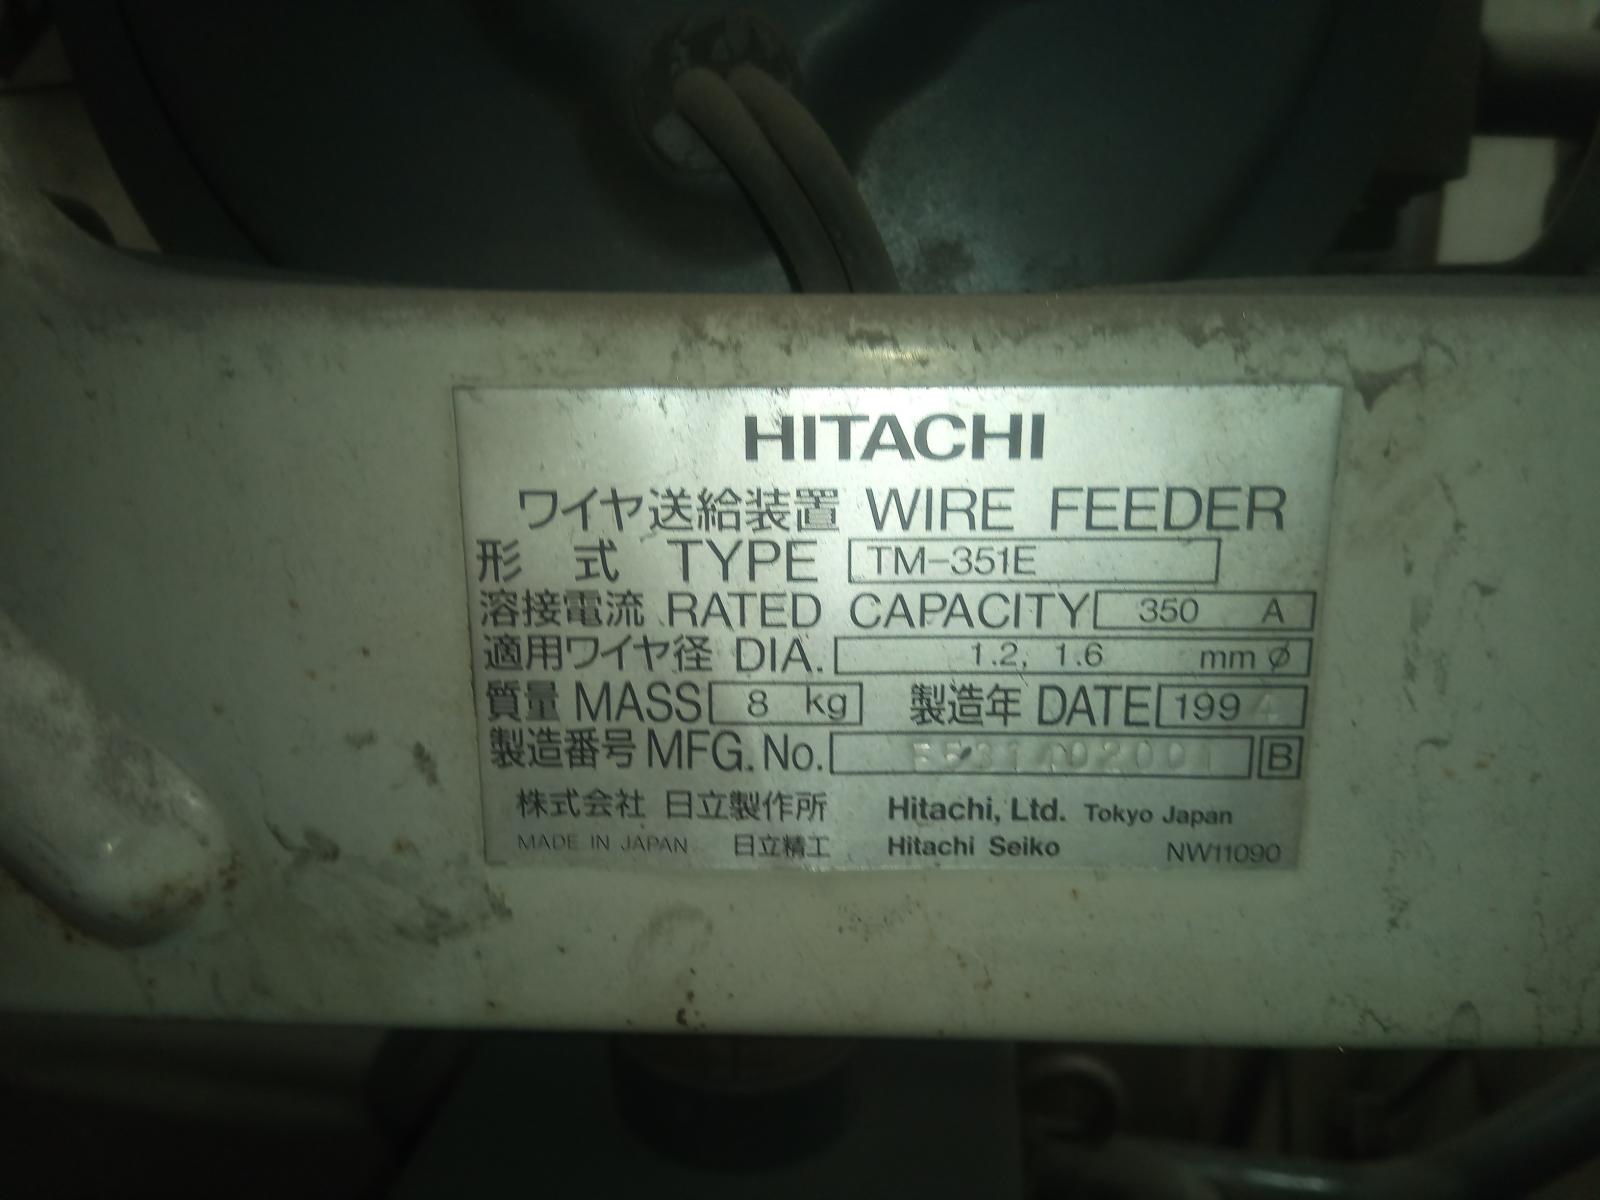 HITACHI
ワイヤ送給装置 WIRE FEEDER
形 式 TYPE TM-351E
溶接電流 RATED CAPACITY 350 A
適用ワイヤ径 DIA. 1.2, 1.6 mm ∅
質量 MASS 8 kg 製造年 DATE 1994
製造番号 MFG. No. B
株式会社 日立製作所 Hitachi, Ltd. Tokyo Japan
MADE IN JAPAN 日立精工 Hitachi Seiko NW11090